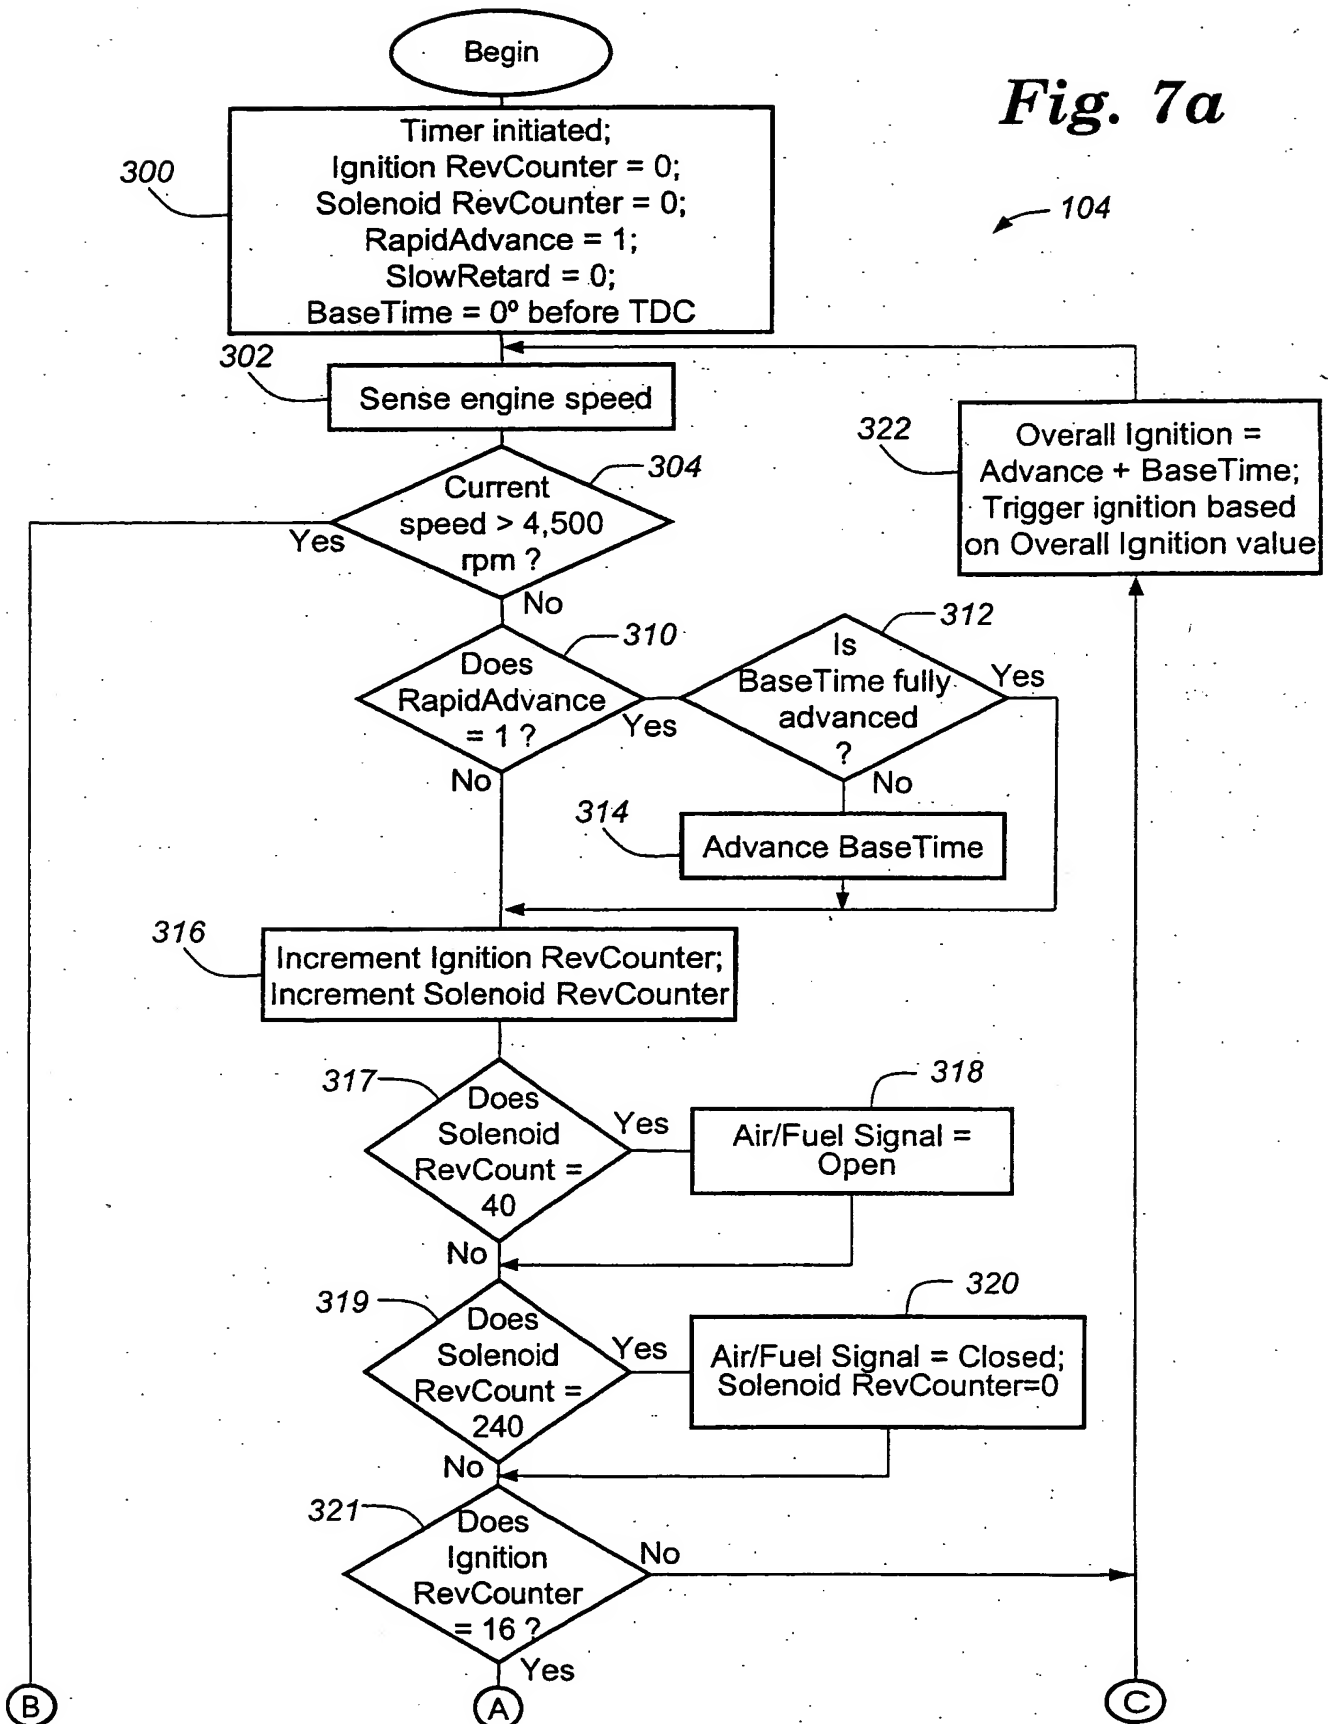 Begin
Fig. 7a
104
300
Timer initiated;
Ignition RevCounter = 0;
Solenoid RevCounter = 0;
RapidAdvance = 1;
SlowRetard = 0;
BaseTime = 0º before TDC
302
Sense engine speed
322
Overall Ignition =
Advance + BaseTime;
Trigger ignition based
on Overall Ignition value
304
Current
speed > 4,500
rpm ?
Yes
No
310
Does
RapidAdvance
= 1 ?
Yes
No
312
Is
BaseTime fully
advanced
?
Yes
No
314
Advance BaseTime
316
Increment Ignition RevCounter;
Increment Solenoid RevCounter
317
Does
Solenoid
RevCount =
40
Yes
No
318
Air/Fuel Signal =
Open
319
Does
Solenoid
RevCount =
240
Yes
No
320
Air/Fuel Signal = Closed;
Solenoid RevCounter=0
321
Does
Ignition
RevCounter
= 16 ?
No
Yes
B
A
C